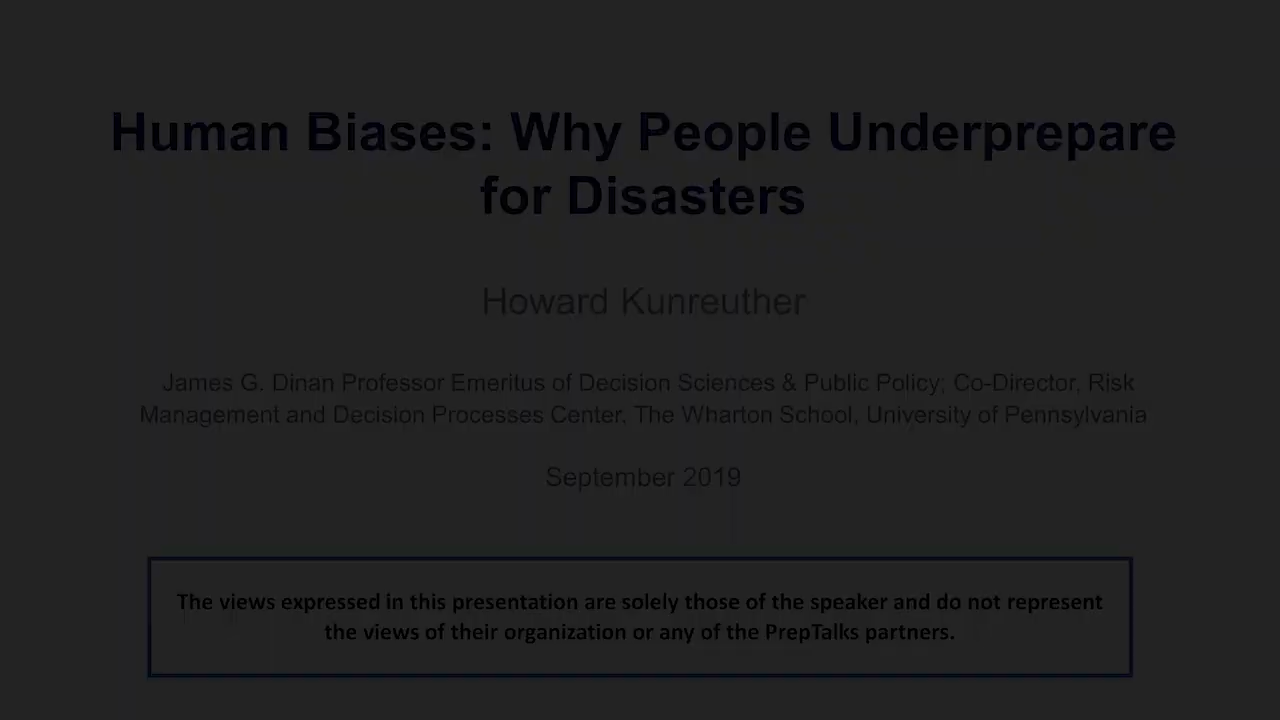 Human Biases: Why People Underprepare
for Disasters
Howard Kunreuther
James G. Dinan Professor Emeritus of Decision Sciences & Public Policy; Co-Director, Risk
Management and Decision Processes Center. The Wharton School, University of Pennsylvania
September 2019
The views expressed in this presentation are solely those of the speaker and do not represent
the views of their organization or any of the PrepTalks partners.